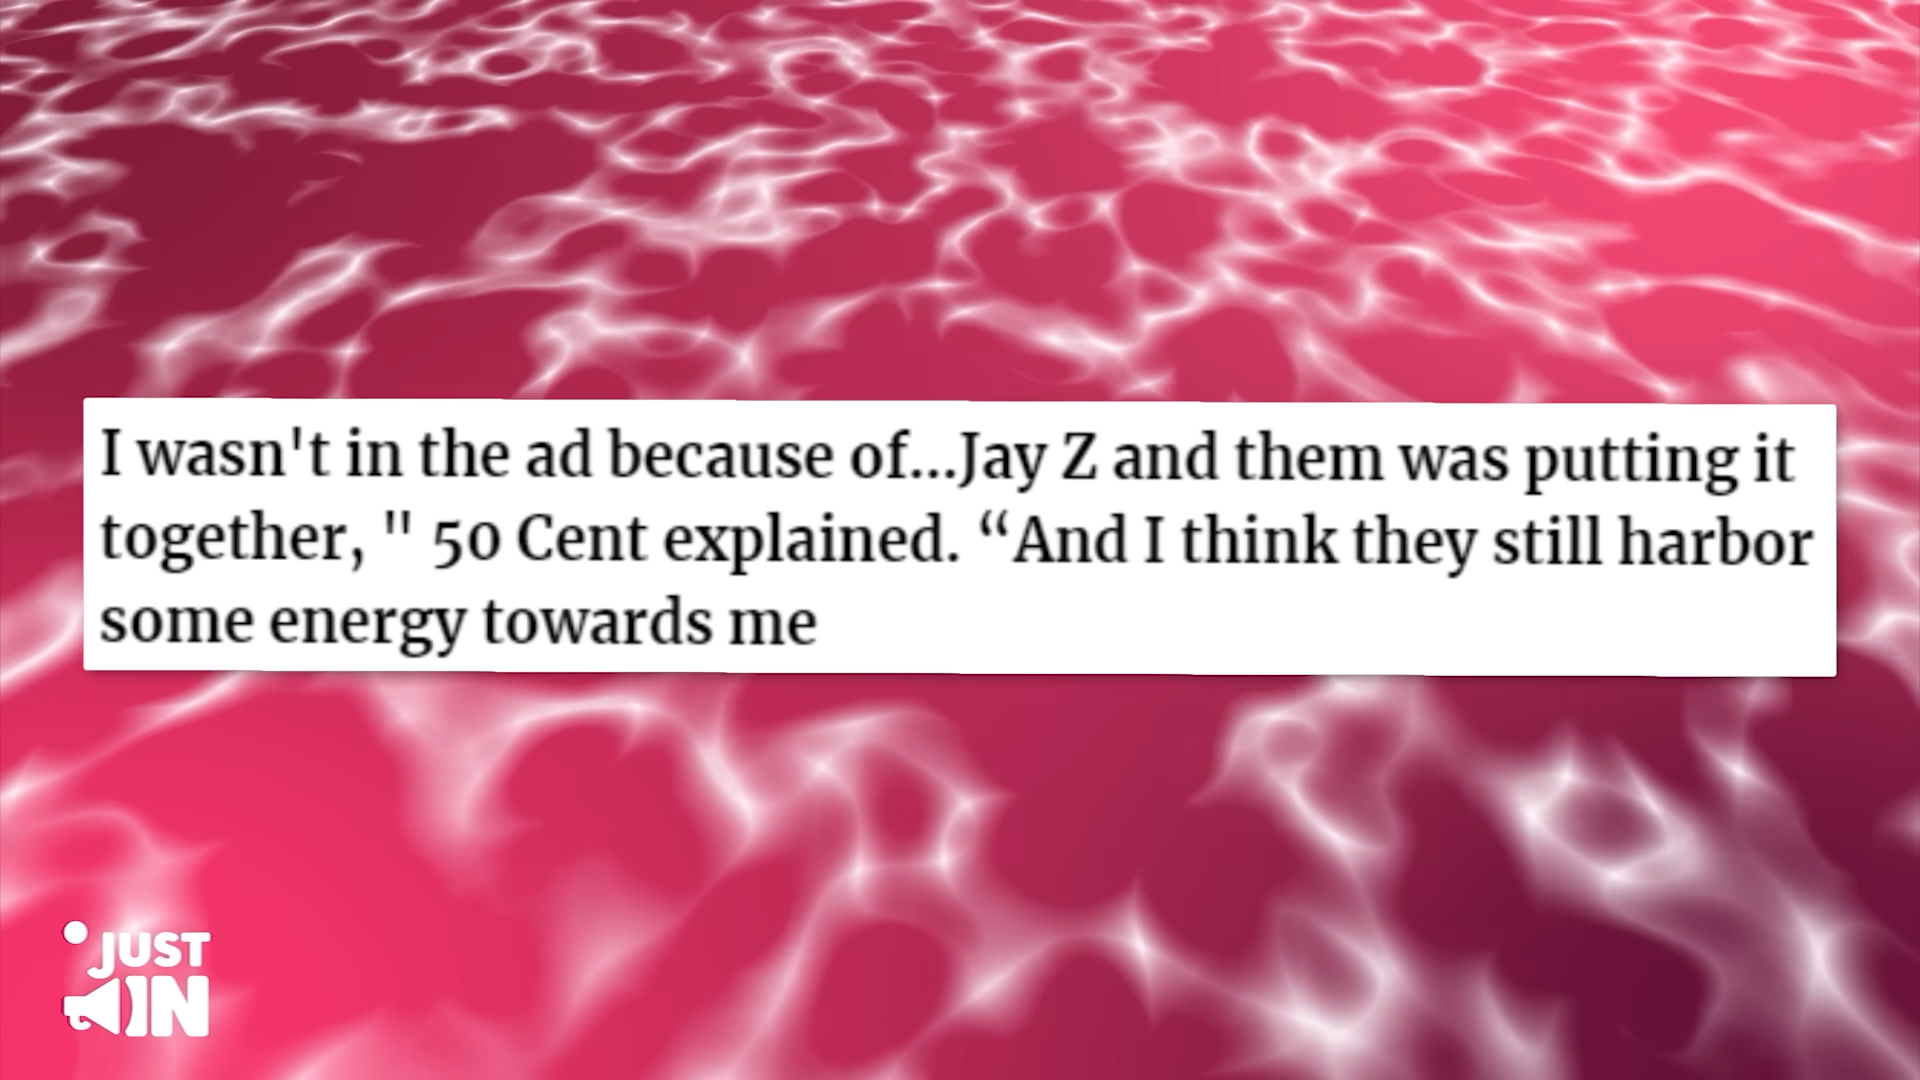 I wasn't in the ad because of...Jay Z and them was putting it
together, " 50 Cent explained. “And I think they still harbor
some energy towards me
JUST
IN